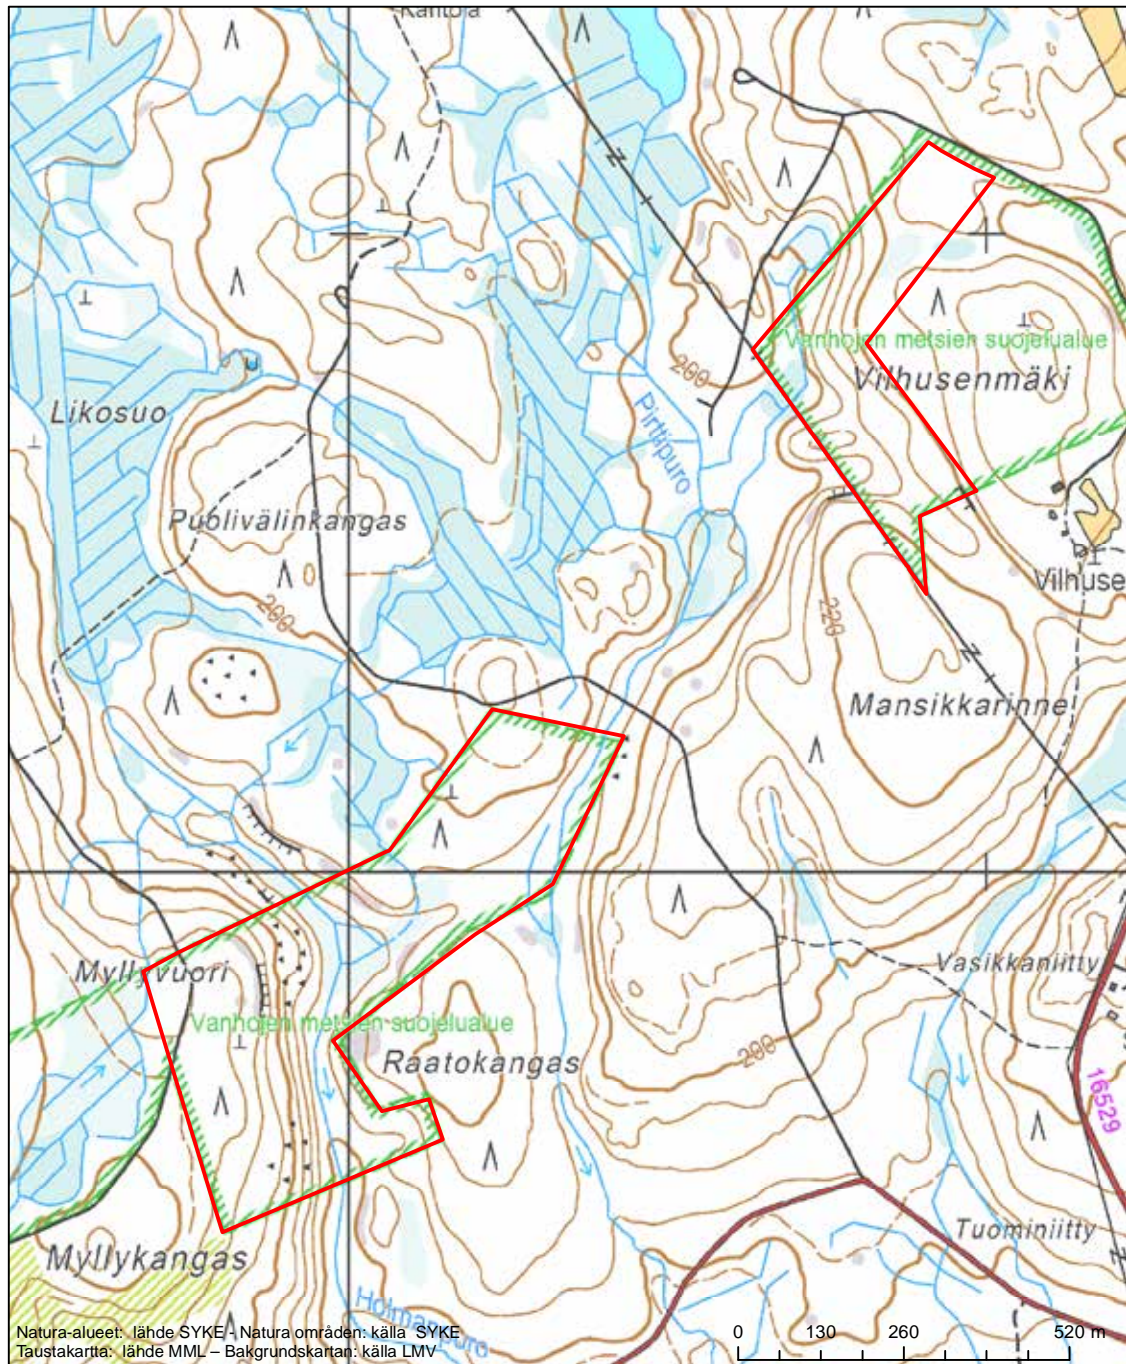 Kantola
Vanhojen metsien suojelualue
Vilhusenmäki
200
Likosuo
Pirttipuro
Puolivälinkangas
Vilhuse
200
220
Mansikkarinne
Vasikkaniitty
Myllyvuori
Vanhojen metsien suojelualue
Raatokangas
200
16529
Tuominiitty
Myllykangas
Holmanpuro
Natura-alueet: lähde SYKE - Natura områden: källa SYKE
Taustakartta: lähde MML – Bakgrundskartan: källa LMV
0 130 260 520 m